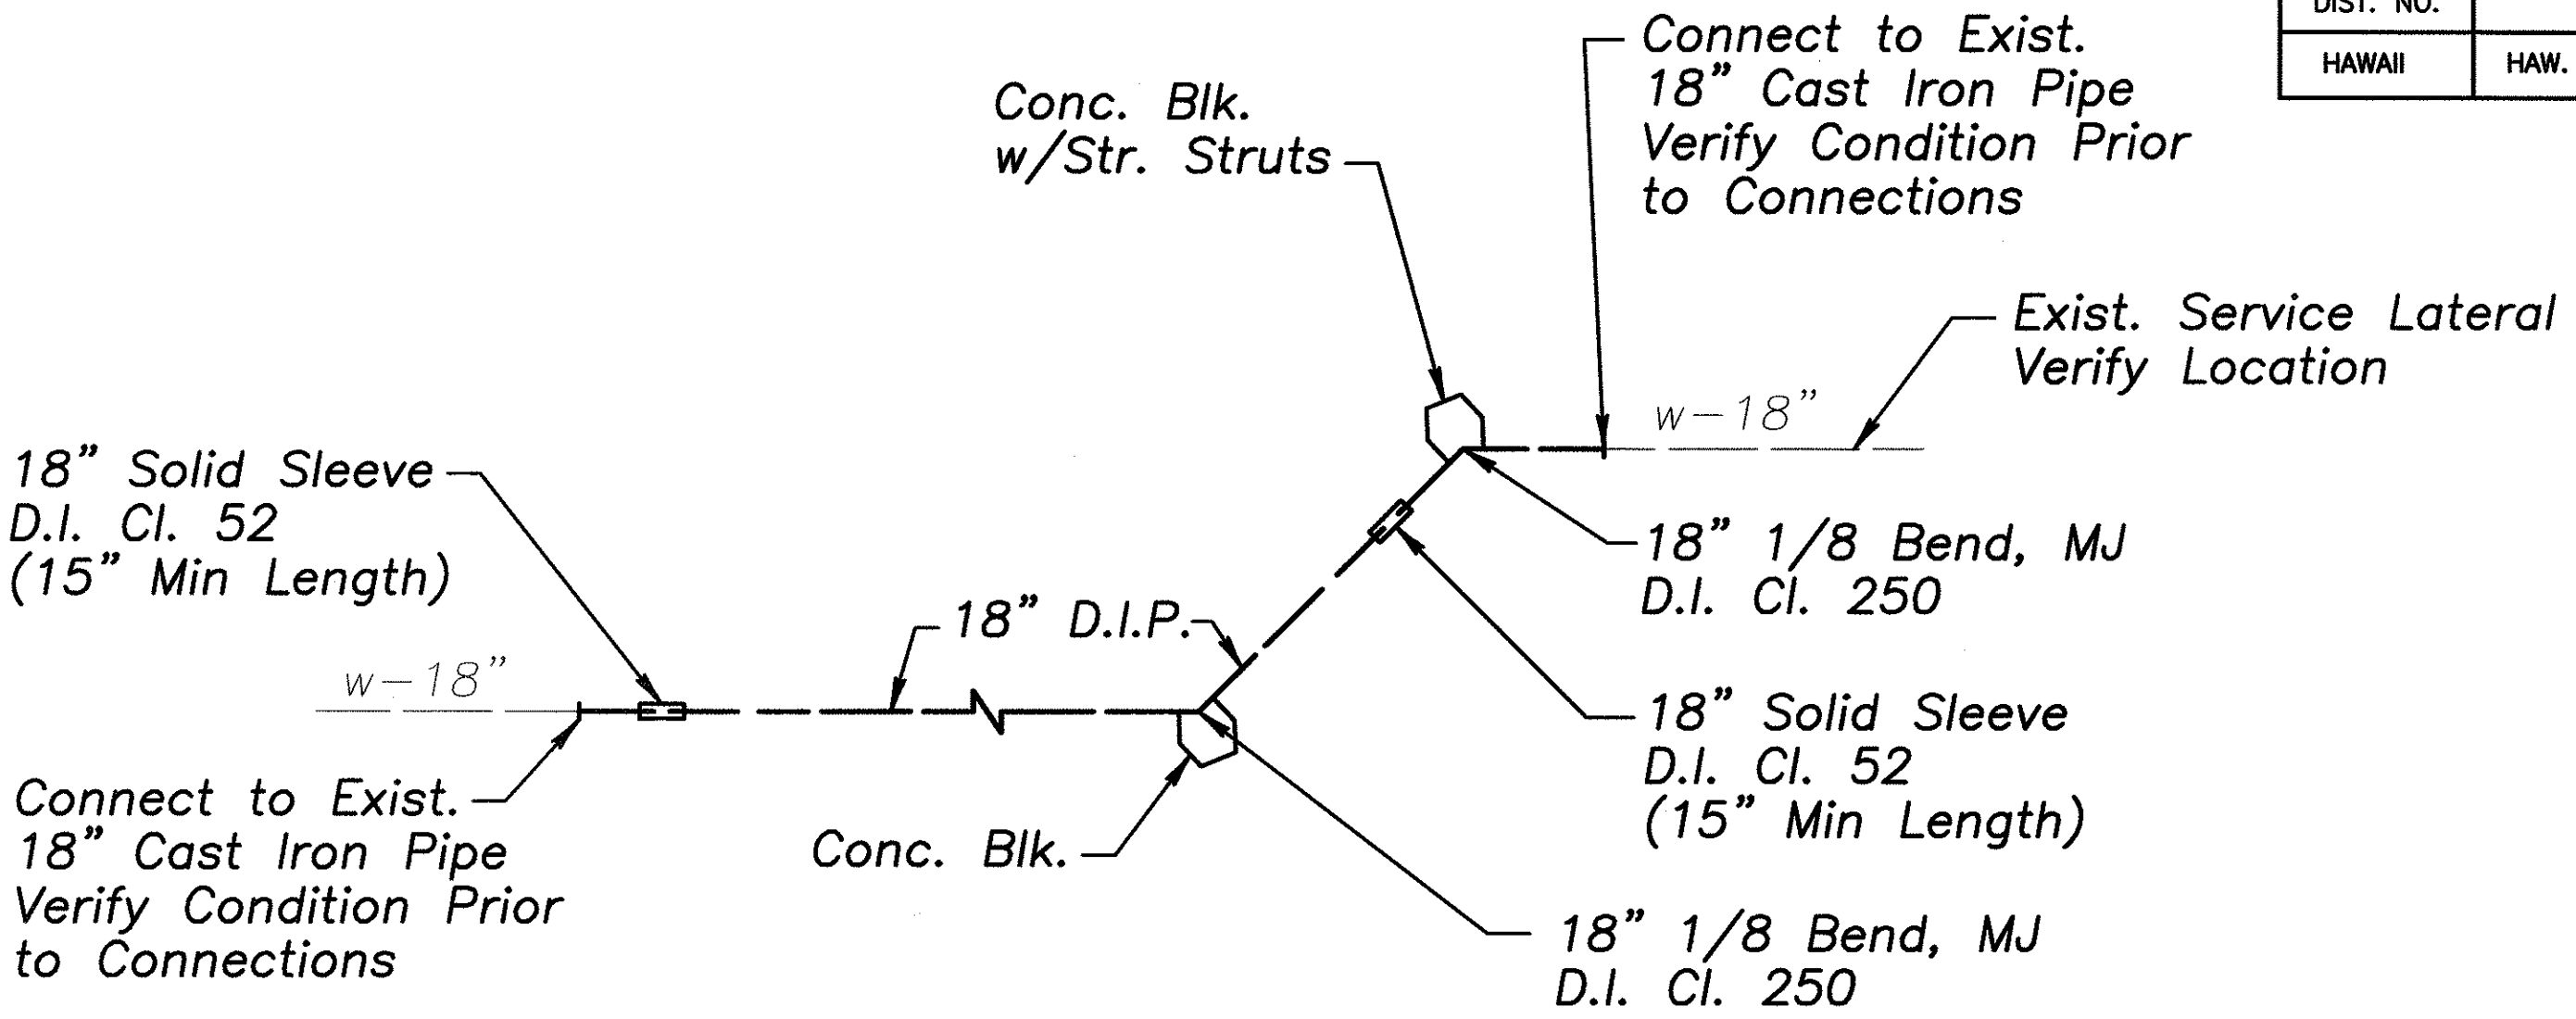 DIST. NO.
HAWAII HAW.
Connect to Exist.
18" Cast Iron Pipe
Verify Condition Prior
to Connections
Conc. Blk.
w/Str. Struts
Exist. Service Lateral
Verify Location
w-18"
18" Solid Sleeve
D.I. Cl. 52
(15" Min Length)
18" 1/8 Bend, MJ
D.I. Cl. 250
18" D.I.P.
w-18"
18" Solid Sleeve
D.I. Cl. 52
(15" Min Length)
Connect to Exist.
18" Cast Iron Pipe
Verify Condition Prior
to Connections
Conc. Blk.
18" 1/8 Bend, MJ
D.I. Cl. 250